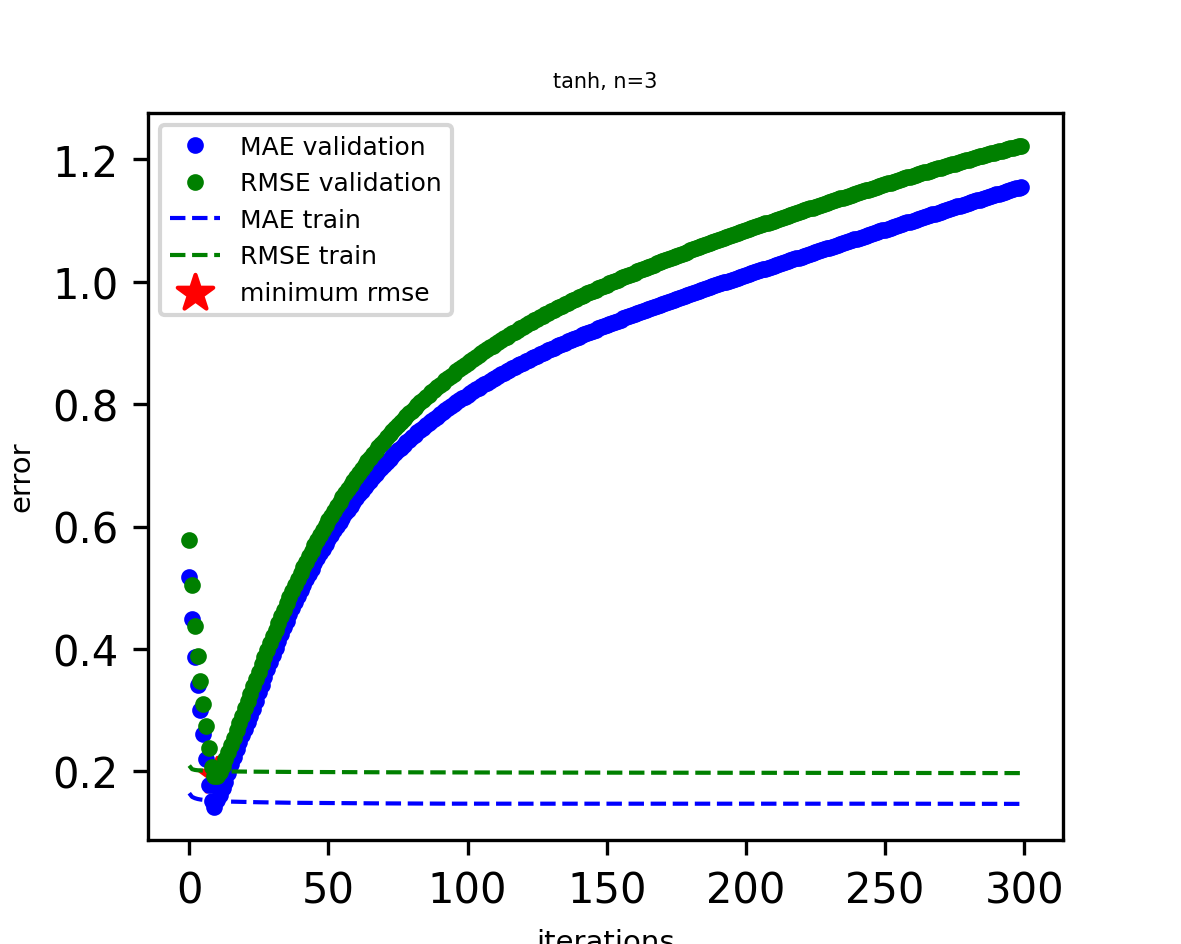 tanh, n=3
MAE validation
RMSE validation
MAE train
RMSE train
minimum rmse
error
1.2
1.0
0.8
0.6
0.4
0.2
0 50 100 150 200 250 300
iterations